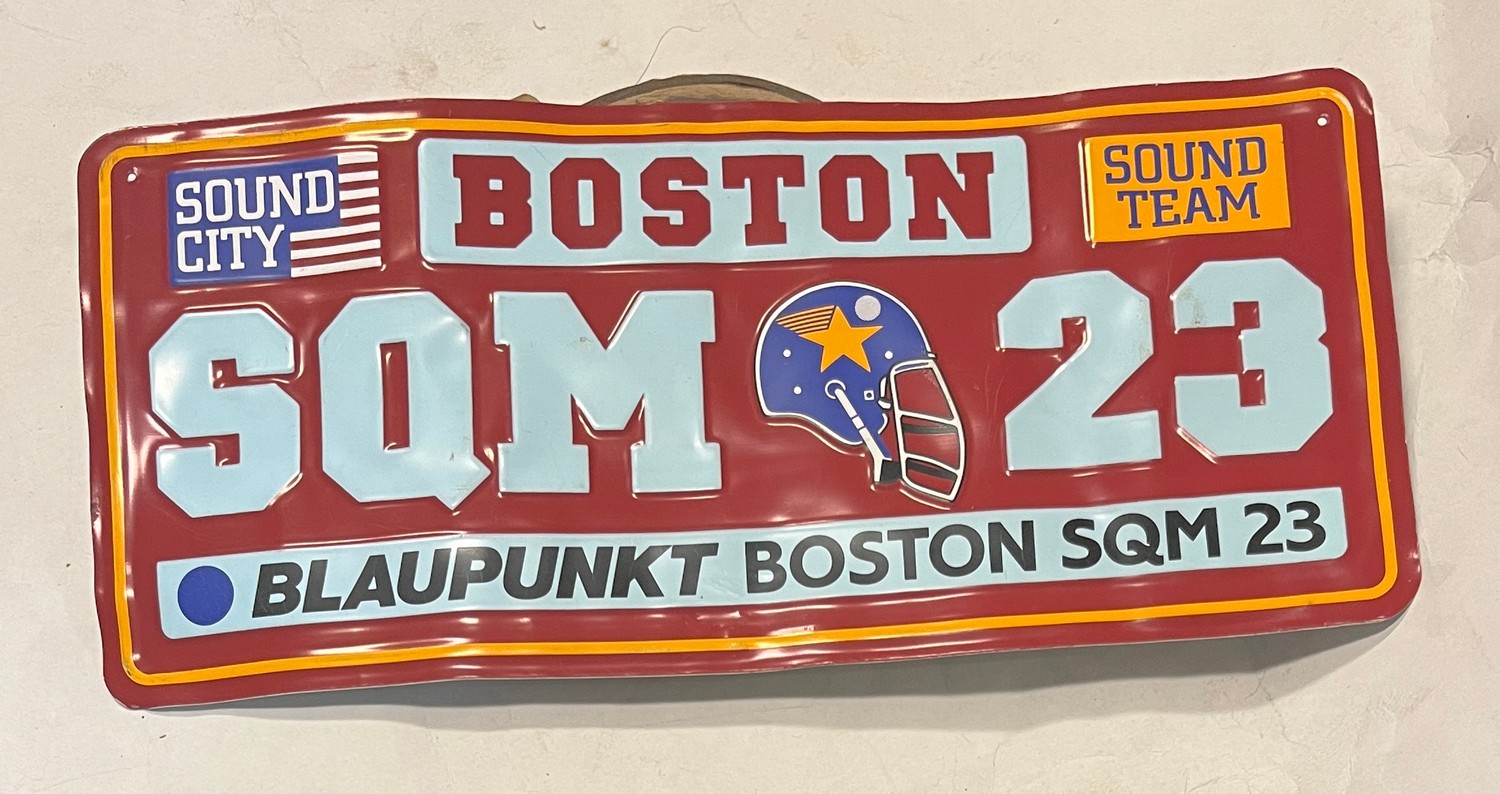 SOUND
CITY
BOSTON
SOUND
TEAM
SQM 23
BLAUPUNKT BOSTON SQM 23